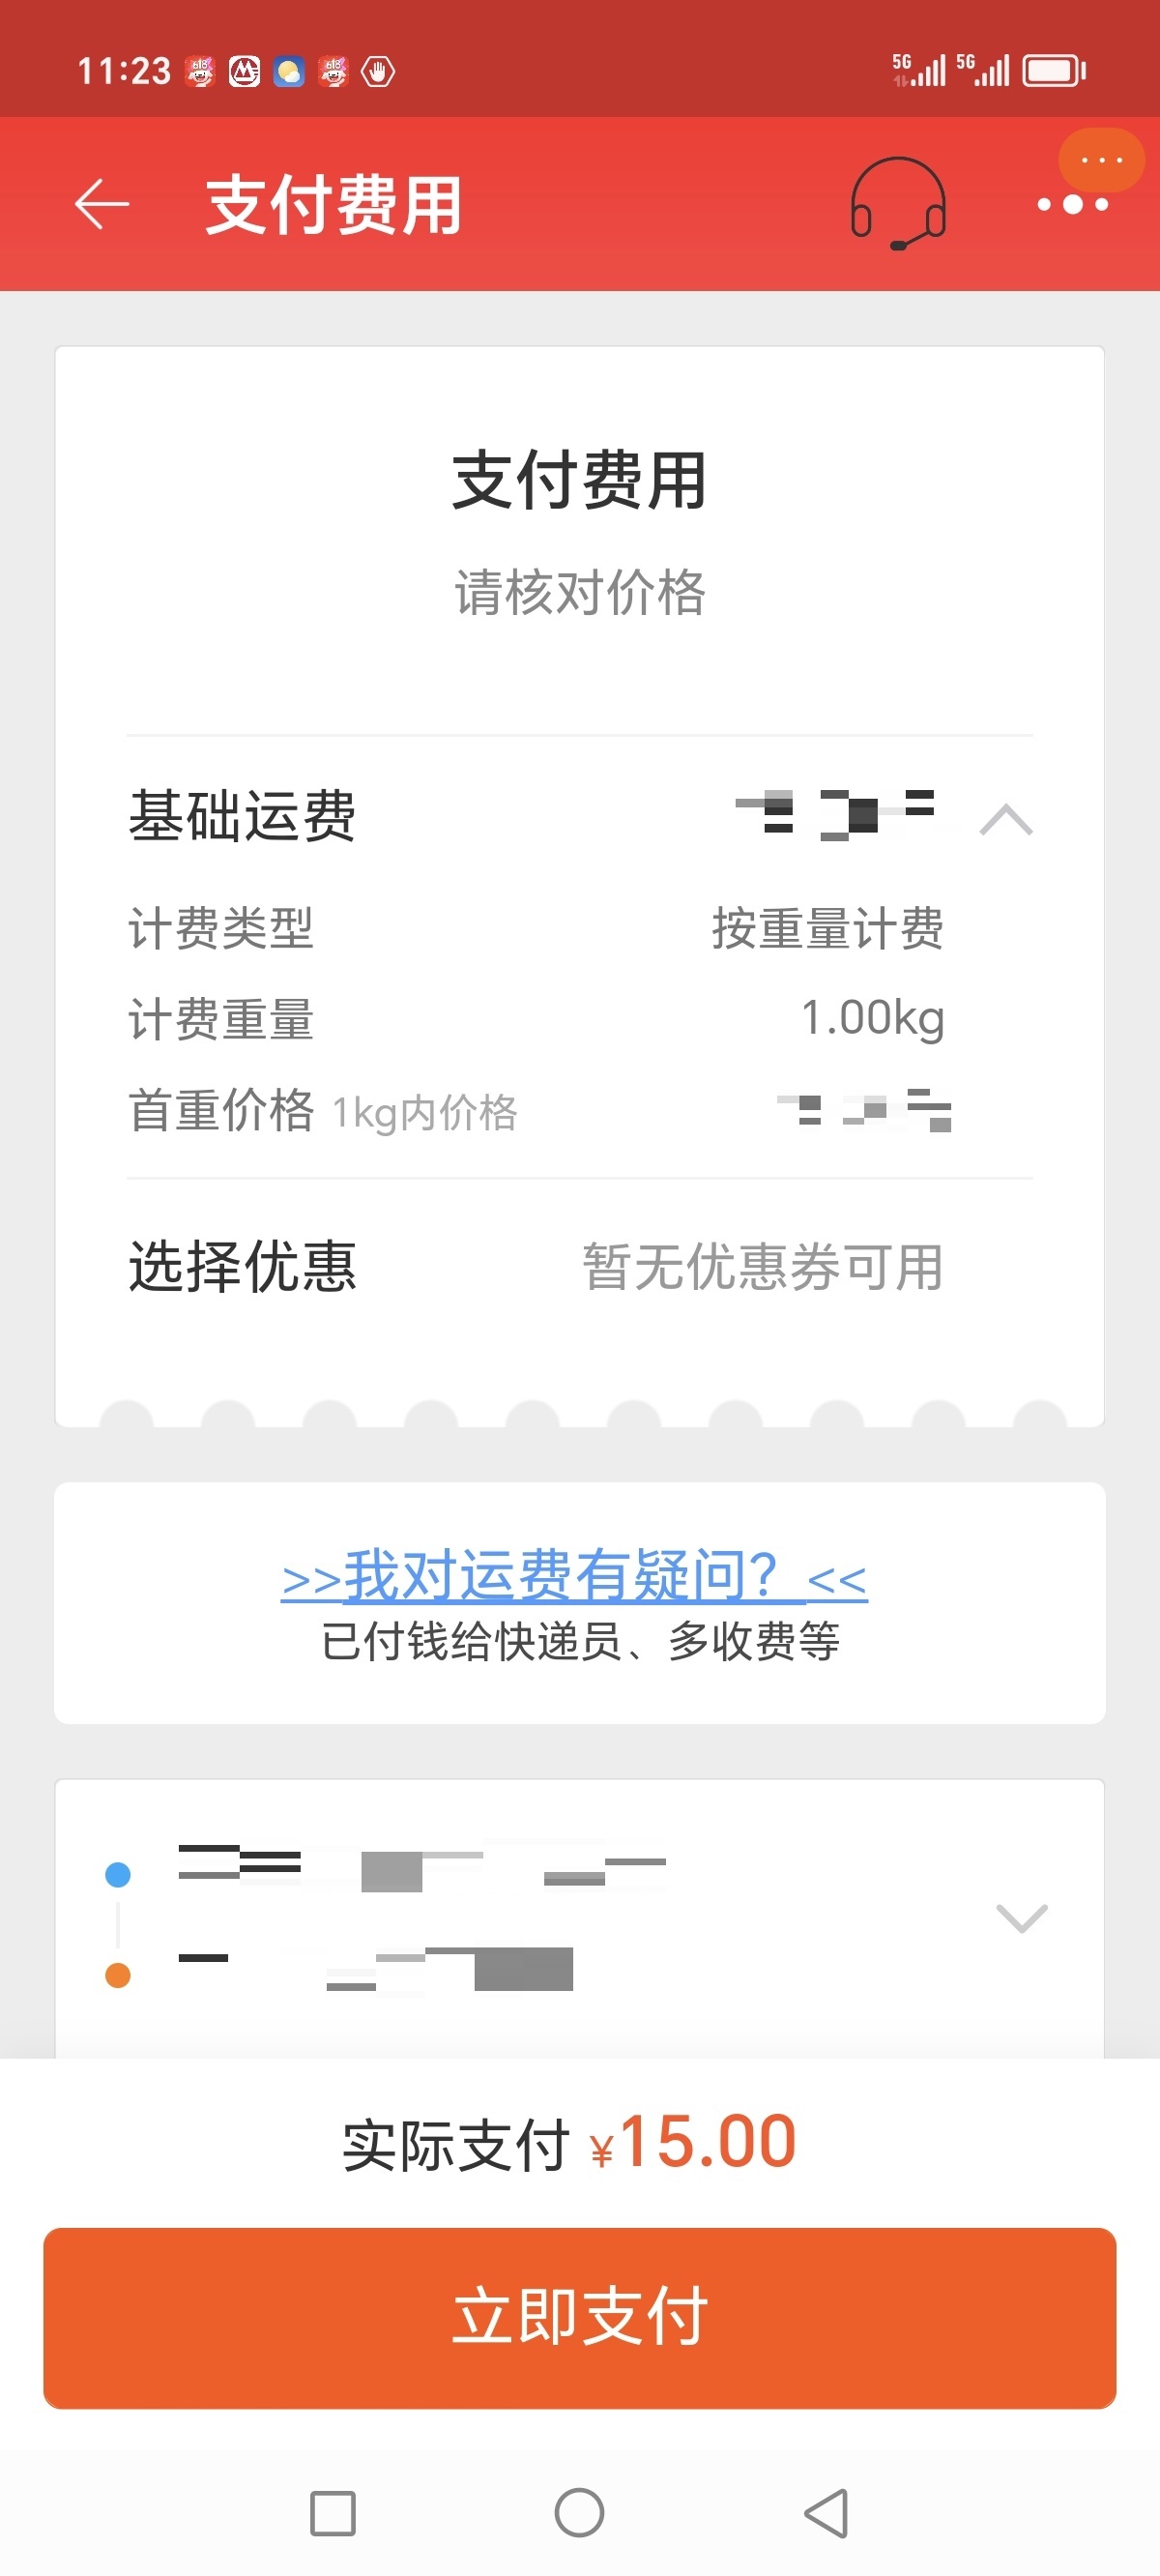 11:23
5G 5G
支付费用
支付费用
请核对价格
基础运费
计费类型 按重量计费
计费重量 1.00kg
首重价格 1kg内价格
选择优惠 暂无优惠券可用
>>我对运费有疑问？<<
已付钱给快递员、多收费等
实际支付 ¥15.00
立即支付